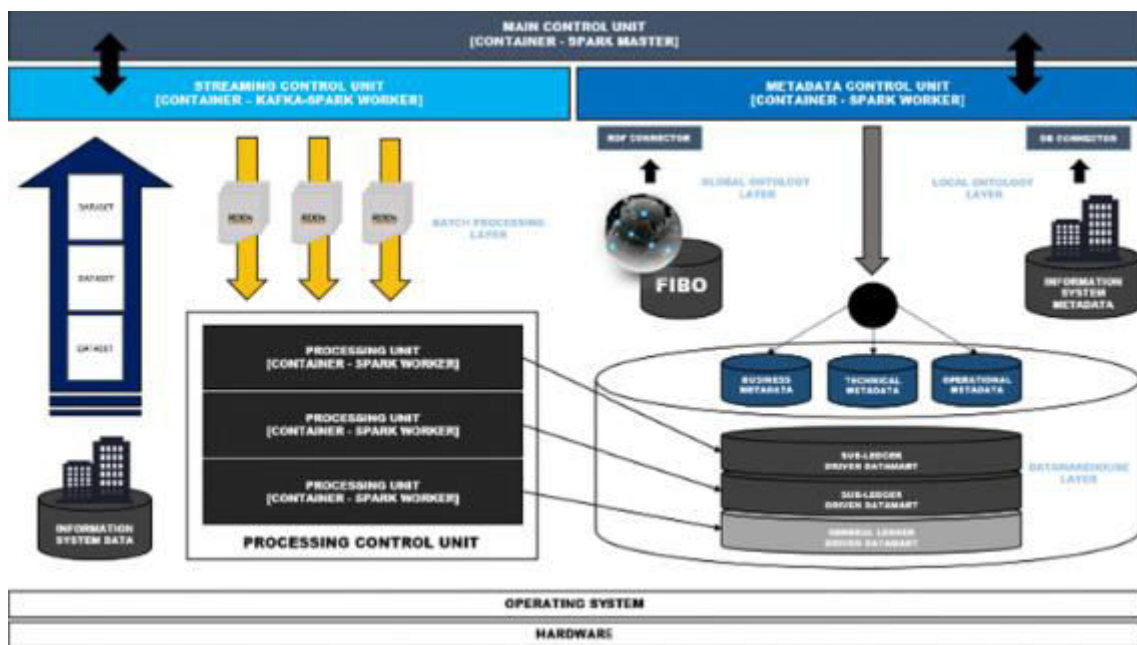 MAIN CONTROL UNIT
[CONTAINER - SPARK MASTER]
STREAMING CONTROL UNIT
[CONTAINER - KAFKA-SPARK WORKER]
METADATA CONTROL UNIT
[CONTAINER - SPARK WORKER]
RDF CONNECTOR
DB CONNECTOR
GLOBAL ONTOLOGY
LAYER
LOCAL ONTOLOGY
LAYER
DATASET
DATASET
DATASET
BATCH PROCESSING
LAYER
FIBO
INFORMATION
SYSTEM
METADATA
PROCESSING UNIT
[CONTAINER - SPARK WORKER]
PROCESSING UNIT
[CONTAINER - SPARK WORKER]
PROCESSING UNIT
[CONTAINER - SPARK WORKER]
PROCESSING CONTROL UNIT
BUSINESS
METADATA
TECHNICAL
METADATA
OPERATIONAL
METADATA
SUB-LEDGER
DRIVEN DATAMART
SUB-LEDGER
DRIVEN DATAMART
GENERAL LEDGER
DRIVEN DATAMART
DATAWAREHOUSE
LAYER
INFORMATION
SYSTEM DATA
OPERATING SYSTEM
HARDWARE